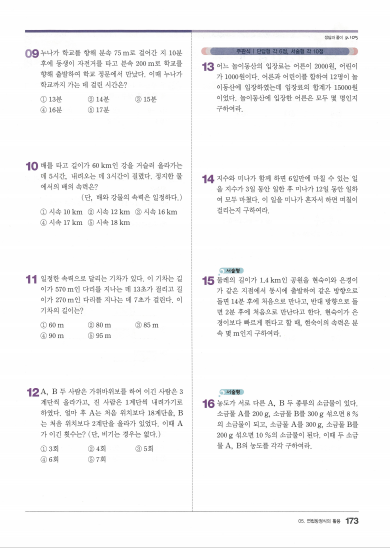 정답과 풀이 p.105
09 누나가 학교를 향해 분속 75 m로 걸어간 지 10분
후에 동생이 자전거를 타고 분속 200 m로 학교를
향해 출발하여 학교 정문에서 만났다. 이때 누나가
학교까지 가는 데 걸린 시간은?
① 13분 ② 14분 ③ 15분
④ 16분 ⑤ 17분
10 배를 타고 길이가 60 km인 강을 거슬러 올라가는
데 5시간, 내려오는 데 3시간이 걸렸다. 정지한 물
에서의 배의 속력은?
(단, 배와 강물의 속력은 일정하다.)
① 시속 10 km ② 시속 12 km ③ 시속 16 km
④ 시속 17 km ⑤ 시속 18 km
11 일정한 속력으로 달리는 기차가 있다. 이 기차는 길
이가 570 m인 다리를 지나는 데 13초가 걸리고 길
이가 270 m인 다리를 지나는 데 7초가 걸린다. 이
기차의 길이는?
① 60 m ② 80 m ③ 85 m
④ 90 m ⑤ 95 m
12 A, B 두 사람은 가위바위보를 하여 이긴 사람은 3
계단씩 올라가고, 진 사람은 1계단씩 내려가기로
하였다. 얼마 후 A는 처음 위치보다 18계단을, B
는 처음 위치보다 2계단을 올라가 있었다. 이때 A
가 이긴 횟수는? (단, 비기는 경우는 없다.)
① 3회 ② 4회 ③ 5회
④ 6회 ⑤ 7회
주관식 | 단답형 각 6점, 서술형 각 10점
13 어느 놀이동산의 입장료는 어른이 2000원, 어린이
가 1000원이다. 어른과 어린이를 합하여 12명이 놀
이동산에 입장하였는데 입장료의 합계가 15000원
이었다. 놀이동산에 입장한 어른은 모두 몇 명인지
구하여라.
14 지수와 미나가 함께 하면 6일만에 마칠 수 있는 일
을 지수가 3일 동안 일한 후 미나가 12일 동안 일하
여 모두 마쳤다. 이 일을 미나가 혼자서 하면 며칠이
걸리는지 구하여라.
서술형
15 둘레의 길이가 1.4 km인 공원을 현숙이와 은경이
가 같은 지점에서 동시에 출발하여 같은 방향으로
돌면 14분 후에 처음으로 만나고, 반대 방향으로 돌
면 2분 후에 처음으로 만난다고 한다. 현숙이가 은
경이보다 빠르게 걷다고 할 때, 현숙이의 속력은 분
속 몇 m인지 구하여라.
서술형
16 농도가 서로 다른 A, B 두 종류의 소금물이 있다.
소금물 A를 200 g, 소금물 B를 300 g 섞으면 8 %
의 소금물이 되고, 소금물 A를 300 g, 소금물 B를
200 g 섞으면 10 %의 소금물이 된다. 이때 두 소금
물 A, B의 농도를 각각 구하여라.
05. 연립방정식의 활용 173